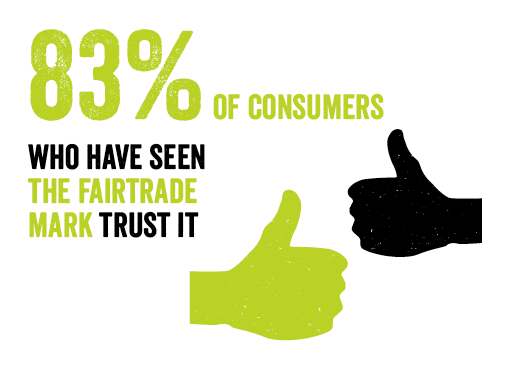 83% OF CONSUMERS
WHO HAVE SEEN
THE FAIRTRADE
MARK TRUST IT